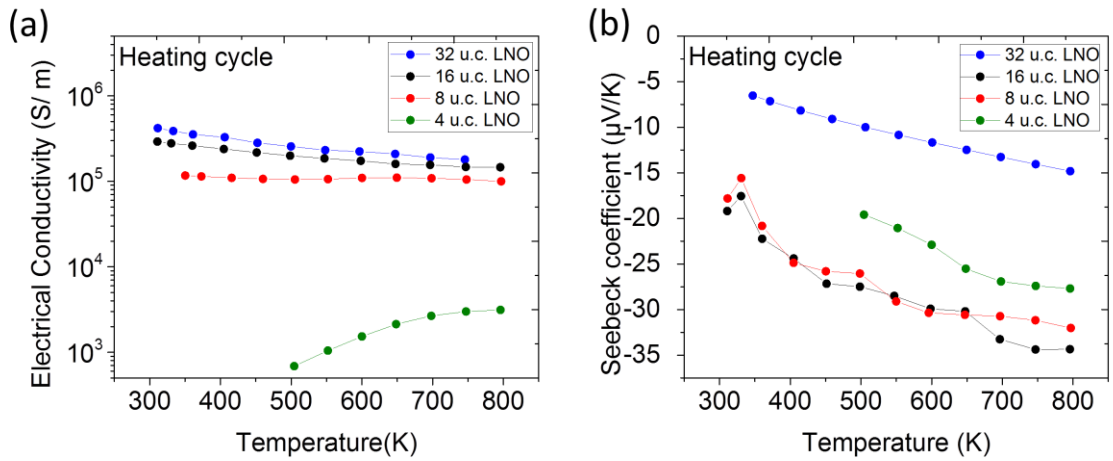 (a)
Heating cycle
32 u.c. LNO
16 u.c. LNO
8 u.c. LNO
4 u.c. LNO
Electrical Conductivity (S/ m)
10⁶
10⁵
10⁴
10³
300 400 500 600 700 800
Temperature(K)
(b)
Heating cycle
32 u.c. LNO
16 u.c. LNO
8 u.c. LNO
4 u.c. LNO
Seebeck coefficient (µV/K)
0
-5
-10
-15
-20
-25
-30
-35
300 400 500 600 700 800
Temperature (K)